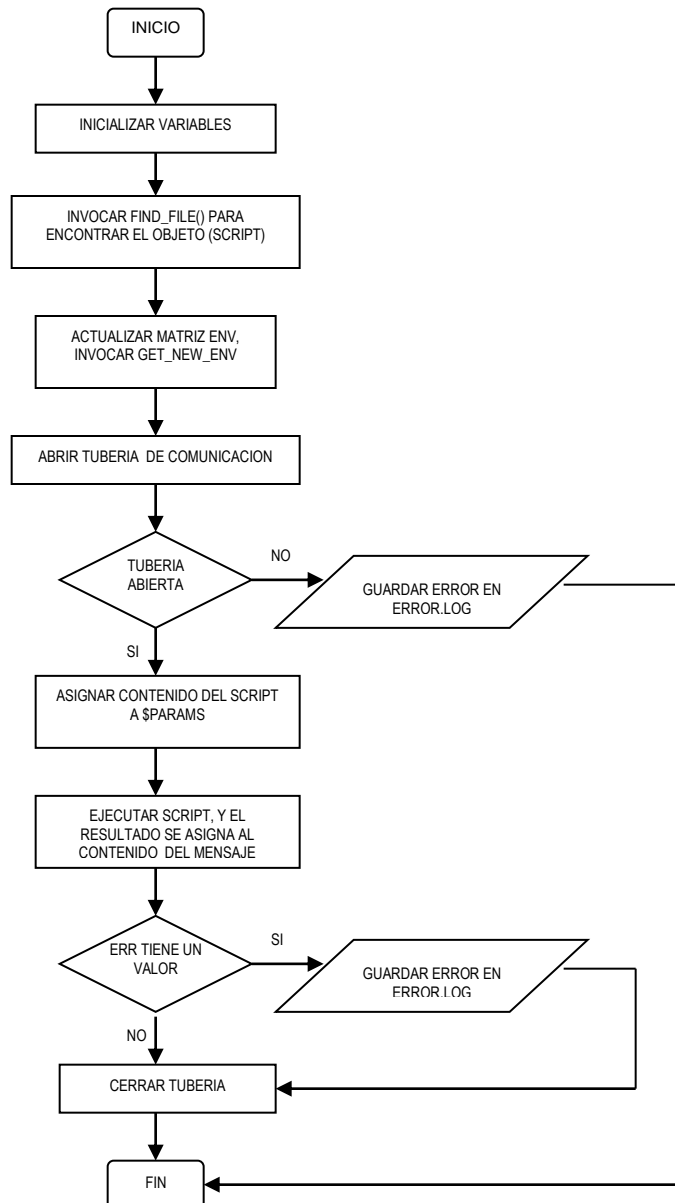 INICIO
INICIALIZAR VARIABLES
INVOCAR FIND_FILE() PARA
ENCONTRAR EL OBJETO (SCRIPT)
ACTUALIZAR MATRIZ ENV,
INVOCAR GET_NEW_ENV
ABRIR TUBERIA DE COMUNICACION
TUBERIA
ABIERTA
NO
GUARDAR ERROR EN
ERROR.LOG
SI
ASIGNAR CONTENIDO DEL SCRIPT
A $PARAMS
EJECUTAR SCRIPT, Y EL
RESULTADO SE ASIGNA AL
CONTENIDO DEL MENSAJE
ERR TIENE UN
VALOR
SI
GUARDAR ERROR EN
ERROR.LOG
NO
CERRAR TUBERIA
FIN